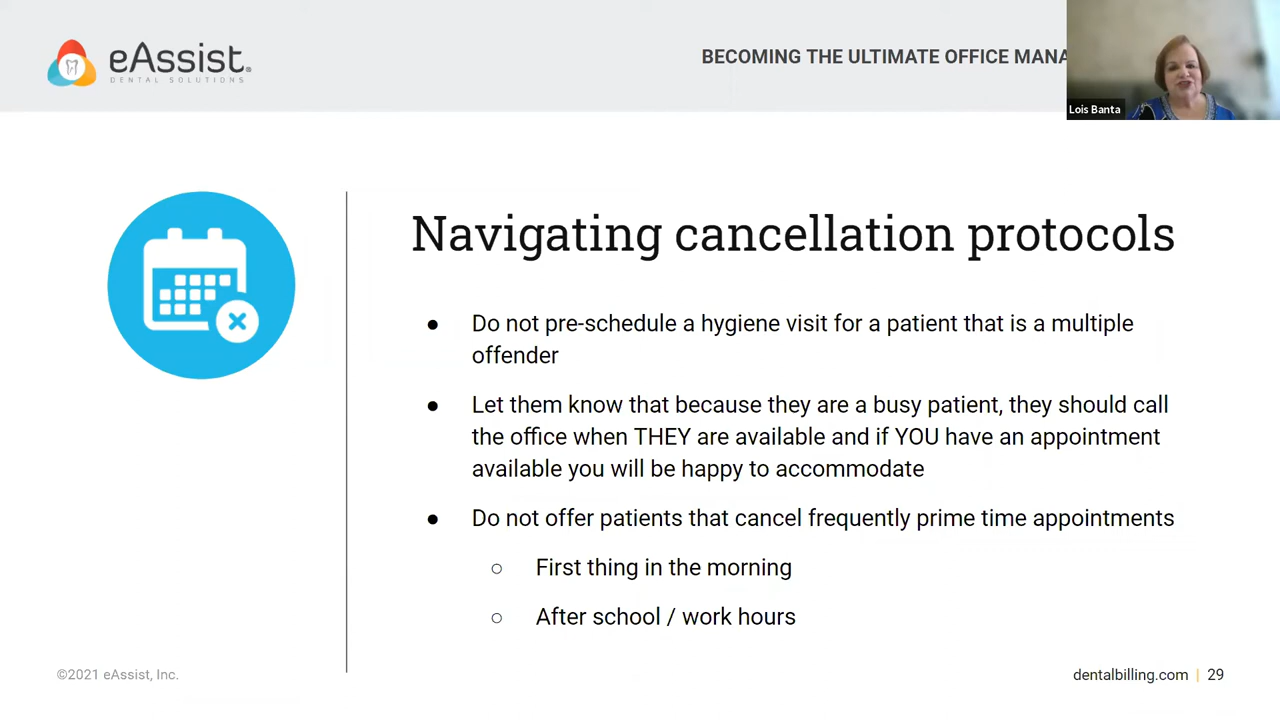 eAssist®
DENTAL SOLUTIONS
BECOMING THE ULTIMATE OFFICE MANA
Lois Banta
Navigating cancellation protocols
● Do not pre-schedule a hygiene visit for a patient that is a multiple
offender
● Let them know that because they are a busy patient, they should call
the office when THEY are available and if YOU have an appointment
available you will be happy to accommodate
● Do not offer patients that cancel frequently prime time appointments
○ First thing in the morning
○ After school / work hours
©2021 eAssist, Inc.
dentalbilling.com | 29